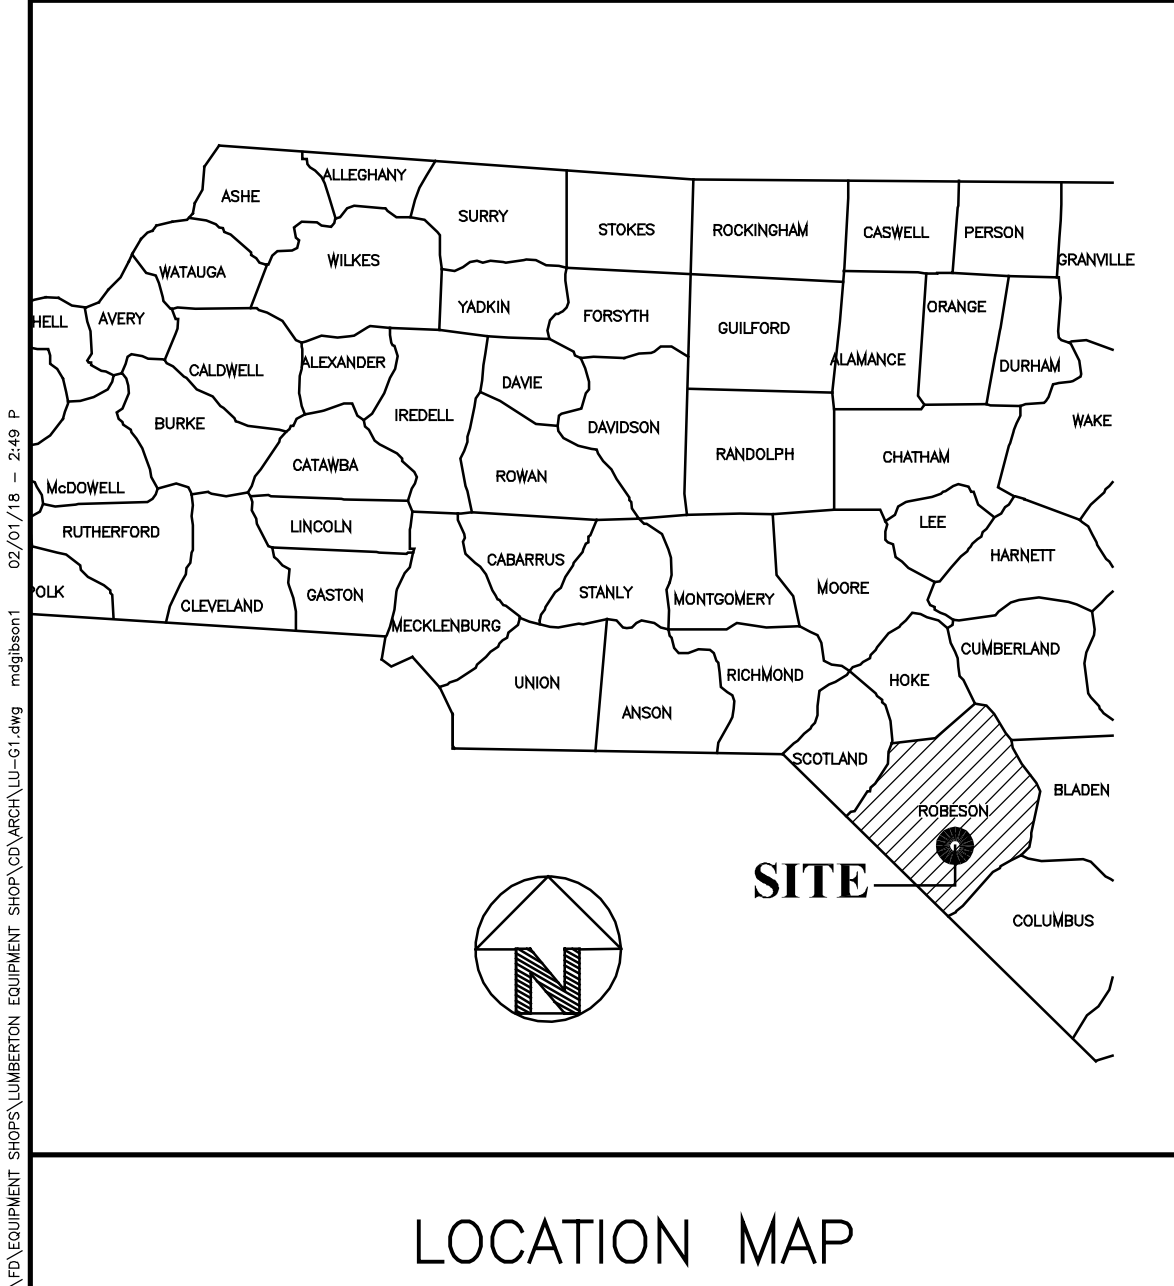 ALLEGHANY
ASHE
SURRY
STOKES
ROCKINGHAM
CASWELL
PERSON
GRANVILLE
WILKES
WATAUGA
YADKIN
FORSYTH
ORANGE
HELL
AVERY
GUILFORD
ALAMANCE
DURHAM
CALDWELL
ALEXANDER
DAVIE
IREDELL
DAVIDSON
WAKE
BURKE
RANDOLPH
CHATHAM
CATAWBA
ROWAN
McDOWELL
RUTHERFORD
LINCOLN
LEE
HARNETT
CABARRUS
OLK
CLEVELAND
GASTON
STANLY
MONTGOMERY
MOORE
MECKLENBURG
CUMBERLAND
UNION
RICHMOND
HOKE
ANSON
SCOTLAND
BLADEN
ROBESON
SITE
COLUMBUS
N
LOCATION MAP
\FD\EQUIPMENT SHOPS\LUMBERTON EQUIPMENT SHOP\CD\ARCH\LU-G1.dwg mdgibson1 02/01/18 - 2:49 P